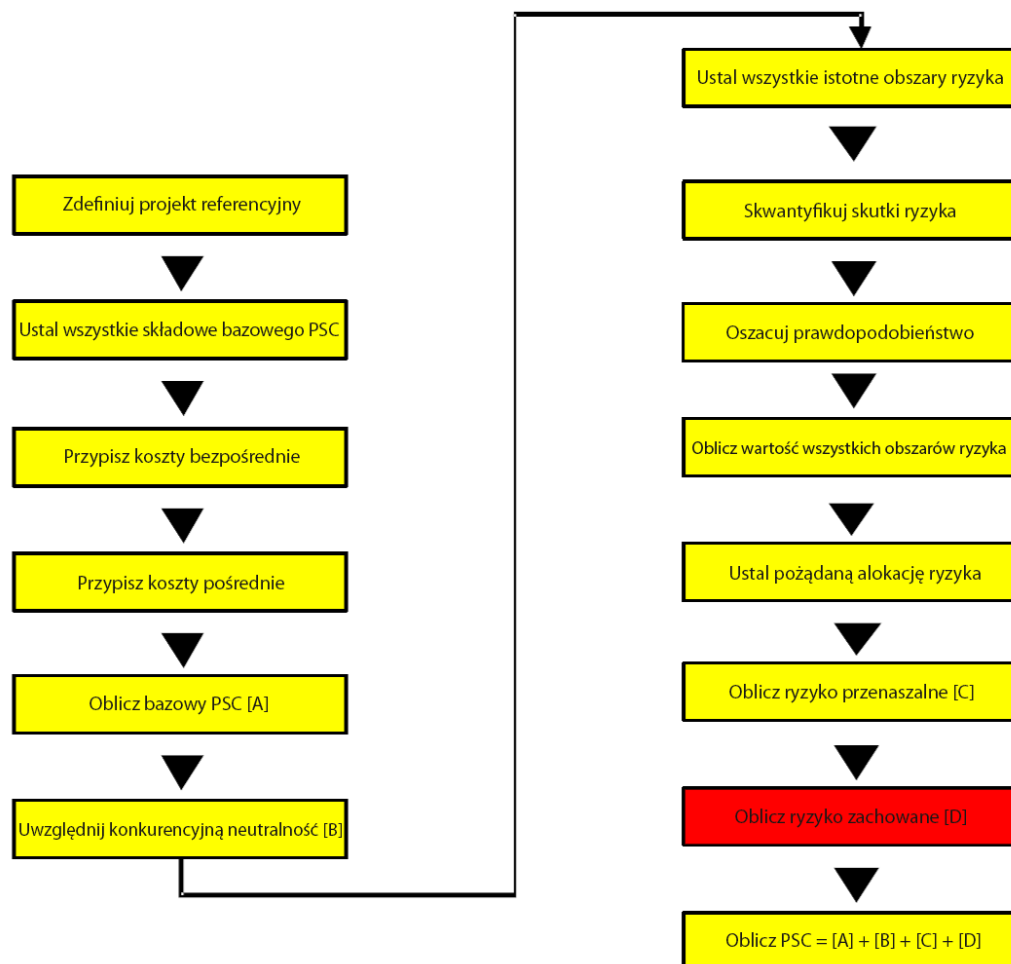 Zdefiniuj projekt referencyjny
Ustal wszystkie składowe bazowego PSC
Przypisz koszty bezpośrednie
Przypisz koszty pośrednie
Oblicz bazowy PSC [A]
Uwzględnij konkurencyjną neutralność [B]
Ustal wszystkie istotne obszary ryzyka
Skwantyfikuj skutki ryzyka
Oszacuj prawdopodobieństwo
Oblicz wartość wszystkich obszarów ryzyka
Ustal pożądaną alokację ryzyka
Oblicz ryzyko przenaszalne [C]
Oblicz ryzyko zachowane [D]
Oblicz PSC = [A] + [B] + [C] + [D]